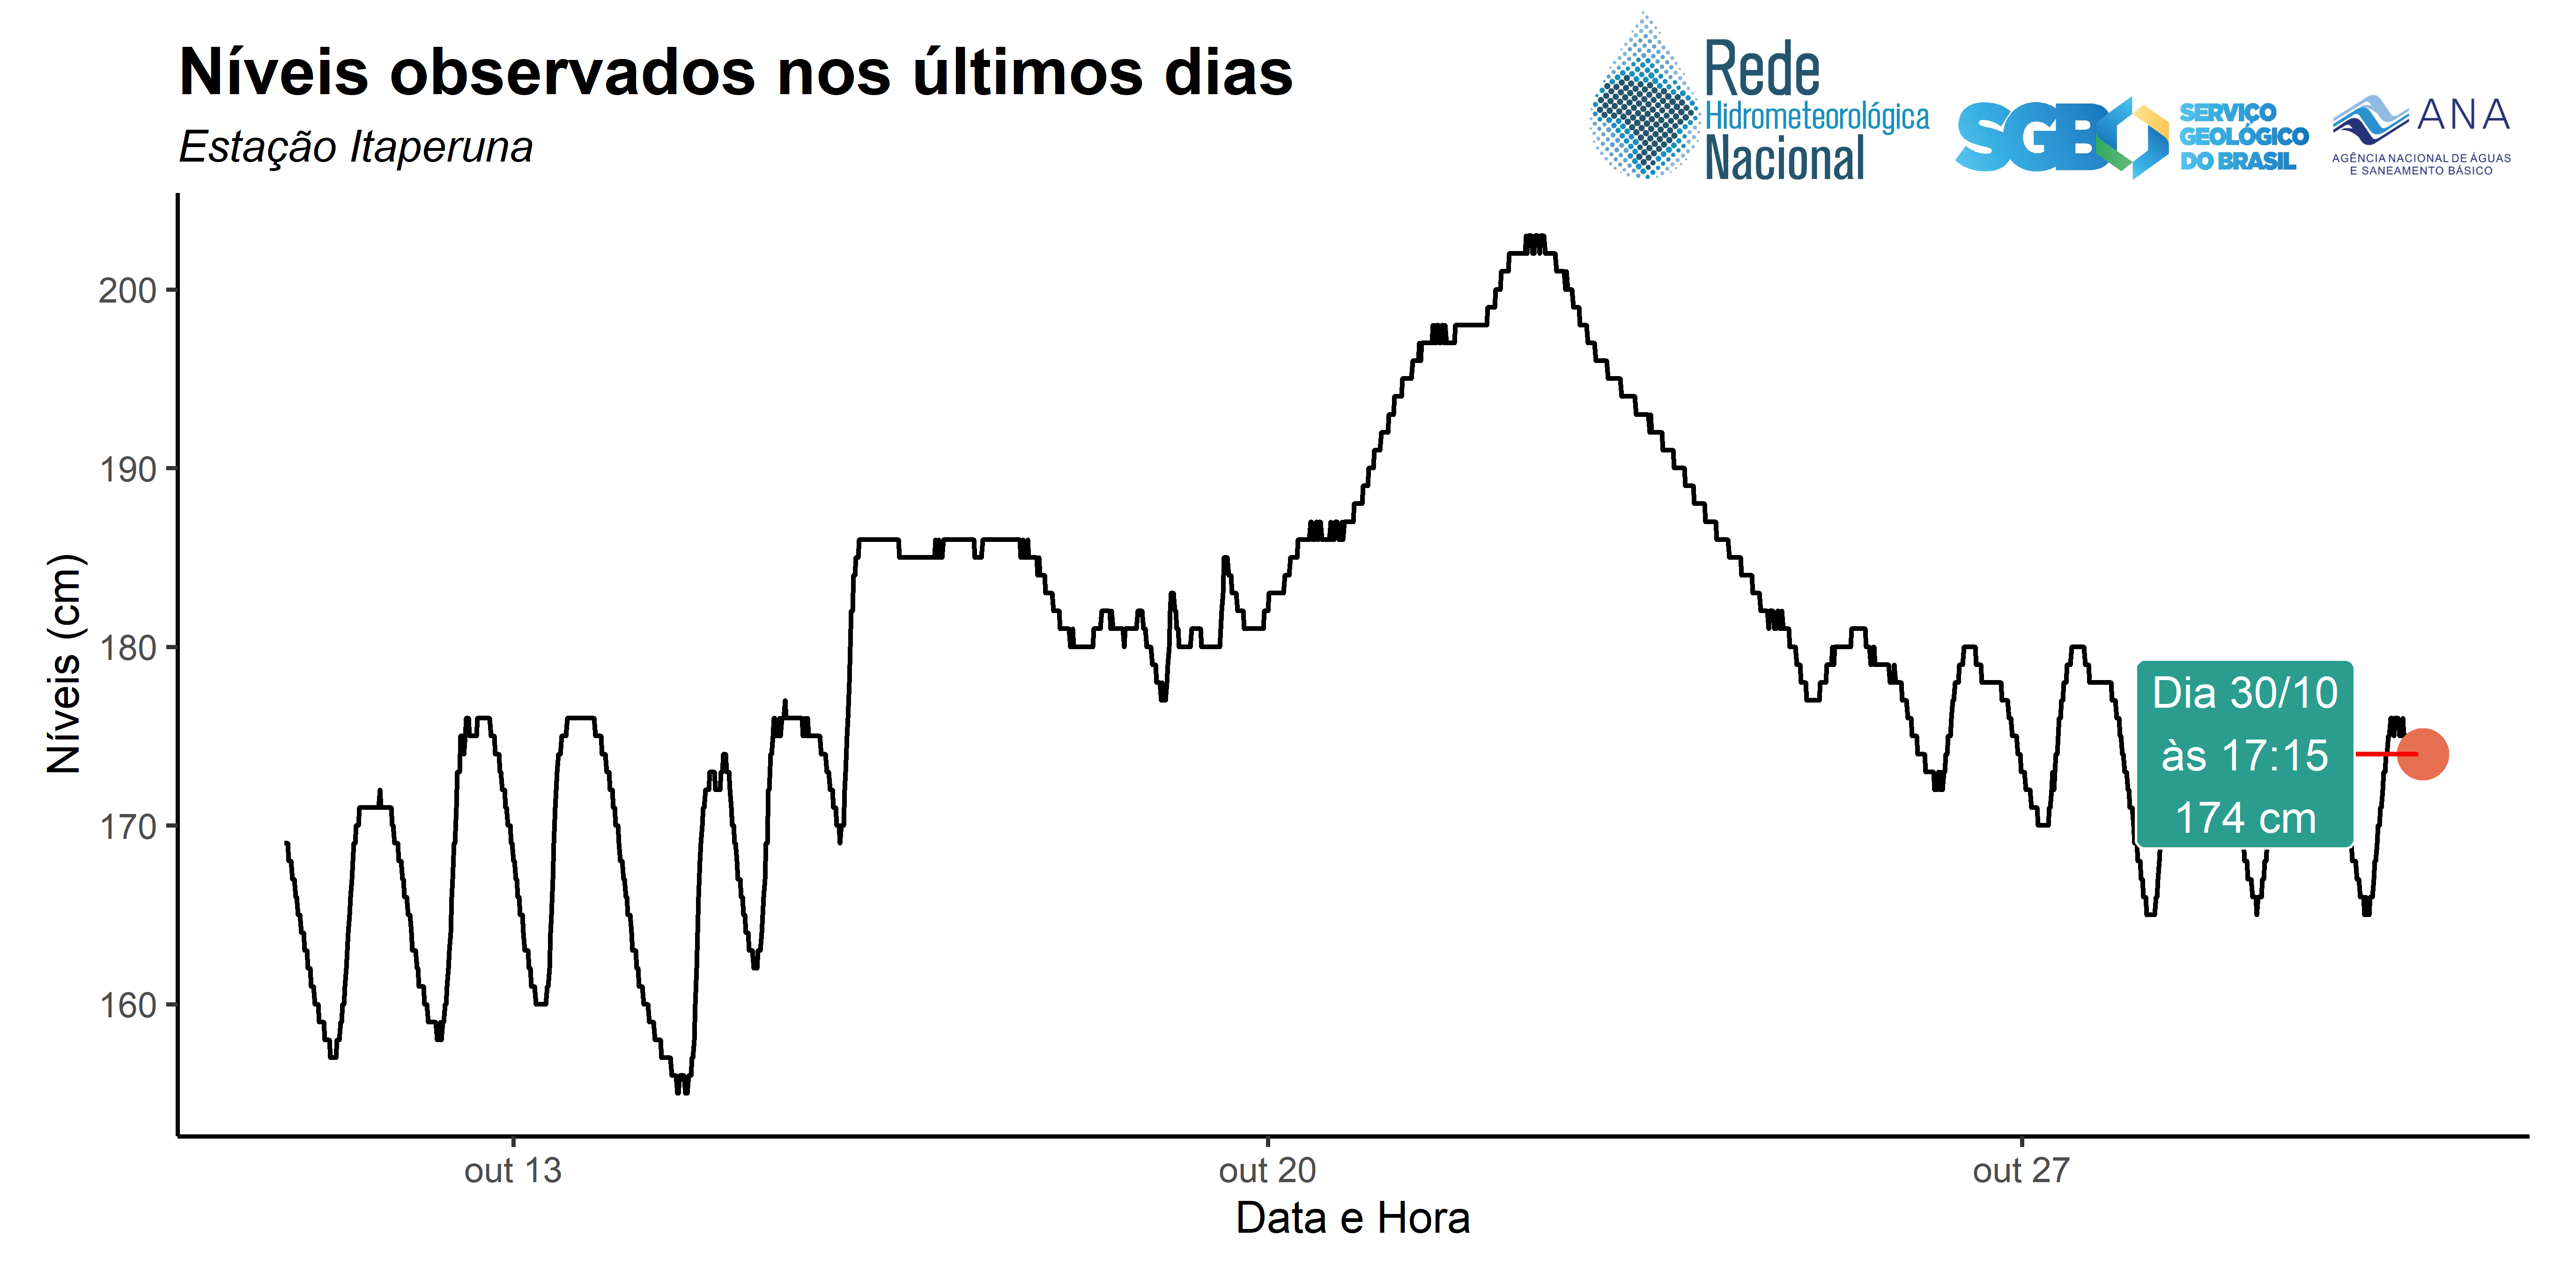 Níveis observados nos últimos dias
Estação Itaperuna
Rede
Hidrometeorológica
Nacional
SGB
SERVIÇO
GEOLÓGICO
DO BRASIL
ANA
AGÊNCIA NACIONAL DE ÁGUAS
E SANEAMENTO BÁSICO
Níveis (cm)
200
190
180
170
160
Dia 30/10
às 17:15
174 cm
out 13
out 20
out 27
Data e Hora